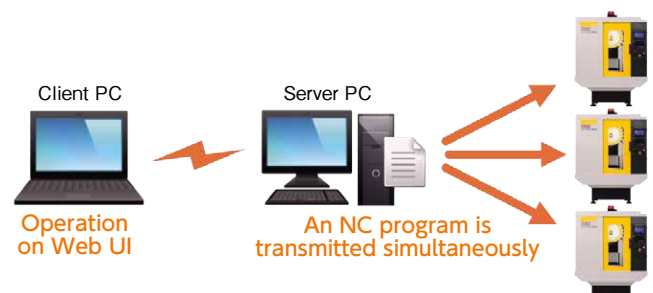 Client PC
Server PC
Operation
on Web UI
An NC program is
transmitted simultaneously